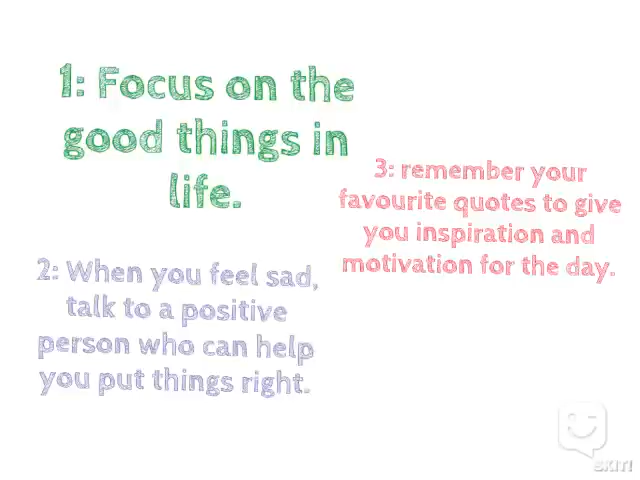 1: Focus on the
good things in
life.
2: When you feel sad,
talk to a positive
person who can help
you put things right.
3: remember your
favourite quotes to give
you inspiration and
motivation for the day.
SKIT!